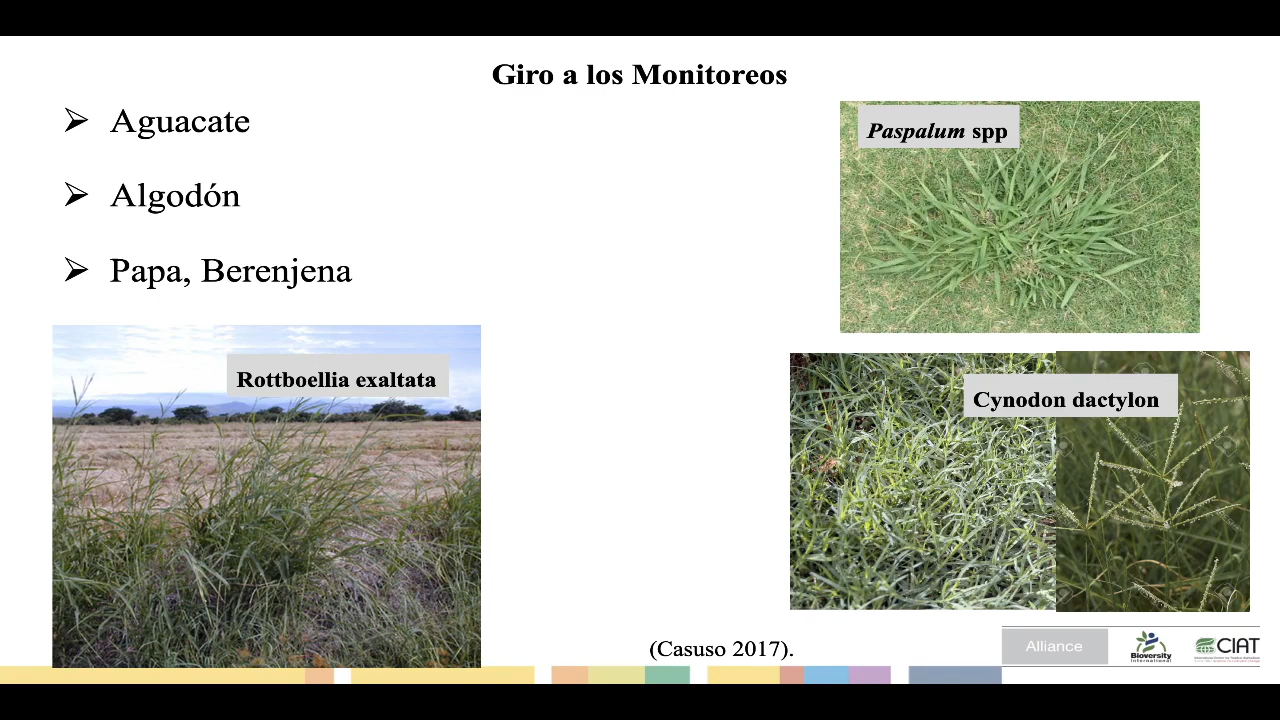 Giro a los Monitoreos
Aguacate
Algodón
Papa, Berenjena
Paspalum spp
Rottboellia exaltata
Cynodon dactylon
(Casuso 2017).
Alliance
Bioversity
International
CIAT